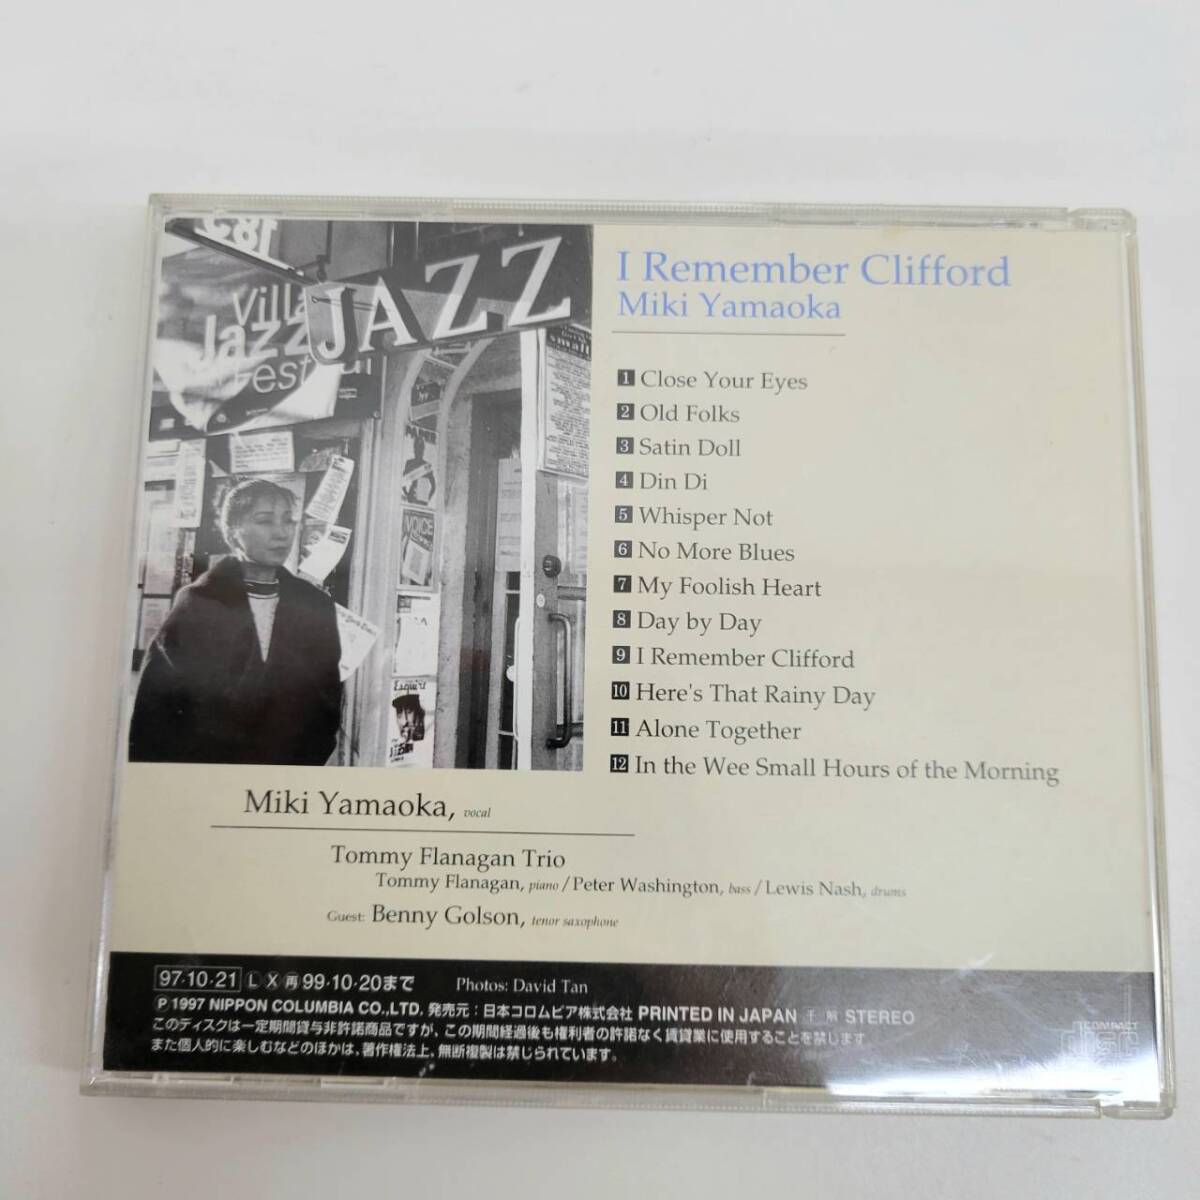 Villa
Jazz
Festival
JAZZ
VOICE
Esquire
I Remember Clifford
Miki Yamaoka
1 Close Your Eyes
2 Old Folks
3 Satin Doll
4 Din Di
5 Whisper Not
6 No More Blues
7 My Foolish Heart
8 Day by Day
9 I Remember Clifford
10 Here's That Rainy Day
11 Alone Together
12 In the Wee Small Hours of the Morning
Miki Yamaoka, vocal
Tommy Flanagan Trio
Tommy Flanagan, piano / Peter Washington, bass / Lewis Nash, drums
Guest: Benny Golson, tenor saxophone
97·10·21 Ⓛ Ⓧ ㊊99·10·20まで Photos: David Tan
Ⓟ 1997 NIPPON COLUMBIA CO.,LTD. 発売元：日本コロムビア株式会社 PRINTED IN JAPAN STEREO
このディスクは一定期間貸与非許諾商品ですが、この期間経過後も権利者の許諾なく賃貸業に使用することを禁じます
また個人的に楽しむなどのほかは、著作権法上、無断複製は禁じられています。
COMPACT
disc